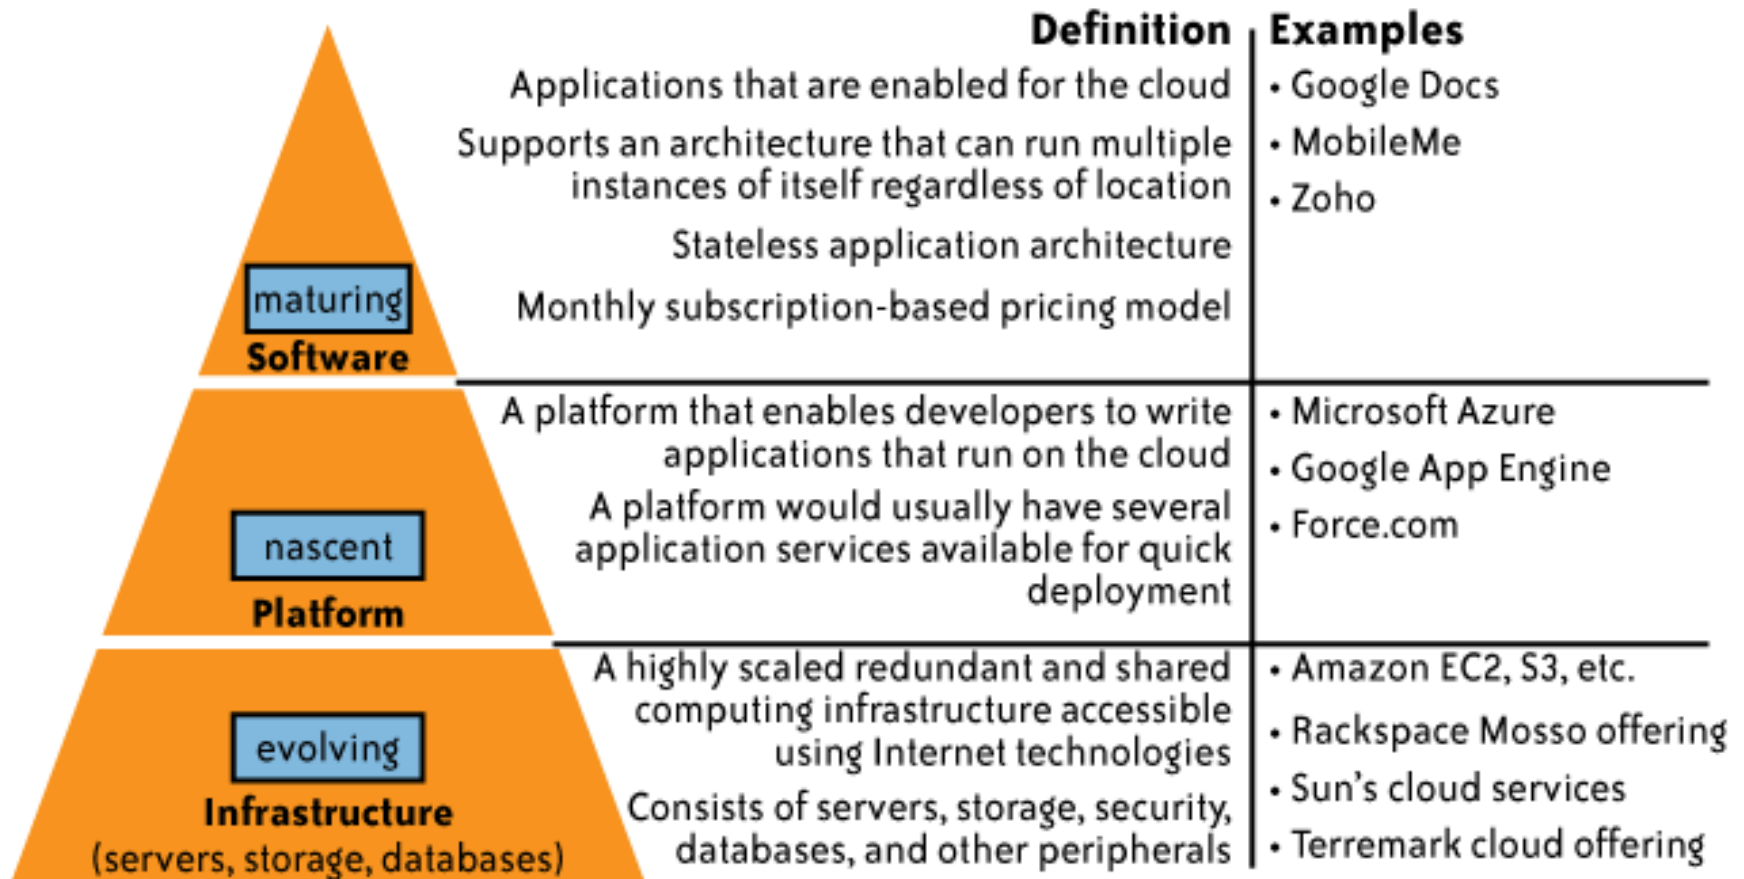 Definition
Examples
Applications that are enabled for the cloud
• Google Docs
Supports an architecture that can run multiple
instances of itself regardless of location
• MobileMe
• Zoho
Stateless application architecture
Monthly subscription-based pricing model
maturing
Software
A platform that enables developers to write
applications that run on the cloud
• Microsoft Azure
• Google App Engine
A platform would usually have several
application services available for quick
deployment
• Force.com
nascent
Platform
A highly scaled redundant and shared
computing infrastructure accessible
using Internet technologies
• Amazon EC2, S3, etc.
• Rackspace Mosso offering
Consists of servers, storage, security,
databases, and other peripherals
• Sun's cloud services
• Terremark cloud offering
evolving
Infrastructure
(servers, storage, databases)